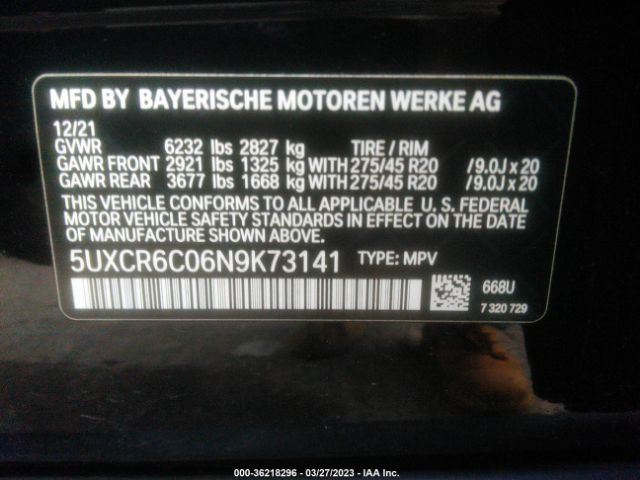 MFD BY BAYERISCHE MOTOREN WERKE AG
12/21
GVWR 6232 lbs 2827 kg TIRE / RIM
GAWR FRONT 2921 lbs 1325 kg WITH 275/45 R20 / 9.0J x 20
GAWR REAR 3677 lbs 1668 kg WITH 275/45 R20 / 9.0J x 20
THIS VEHICLE CONFORMS TO ALL APPLICABLE U. S. FEDERAL
MOTOR VEHICLE SAFETY STANDARDS IN EFFECT ON THE DATE
OF MANUFACTURE SHOWN ABOVE.
5UXCR6C06N9K73141 TYPE: MPV
668U
7 320 729
000-36218296 - 03/27/2023 - IAA Inc.